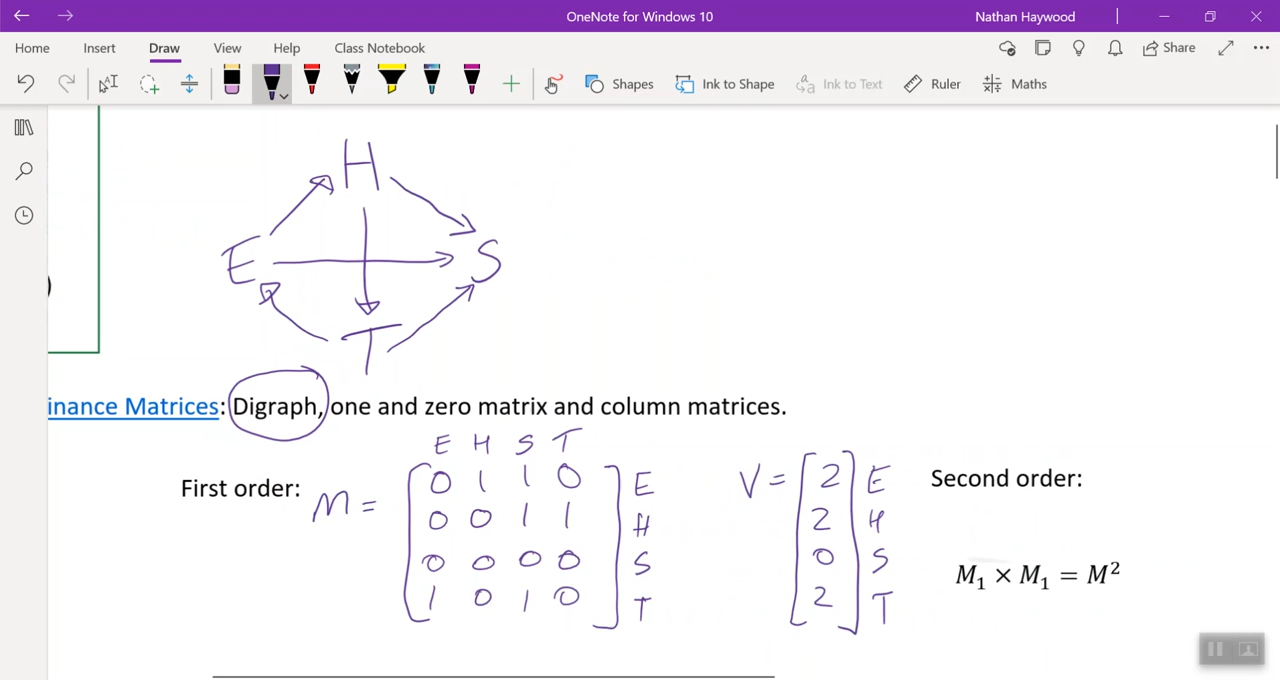 OneNote for Windows 10
Nathan Haywood
Home Insert Draw View Help Class Notebook Share
Shapes Ink to Shape Ink to Text Ruler Maths
H
E S
T
inance Matrices: Digraph, one and zero matrix and column matrices.
E H S T
First order: M = [0 1 1 0] E
0 0 1 1 H
0 0 0 0 S
1 0 1 0 T
V = [2] E
2 H
0 S
2 T
Second order:
M₁ × M₁ = M²